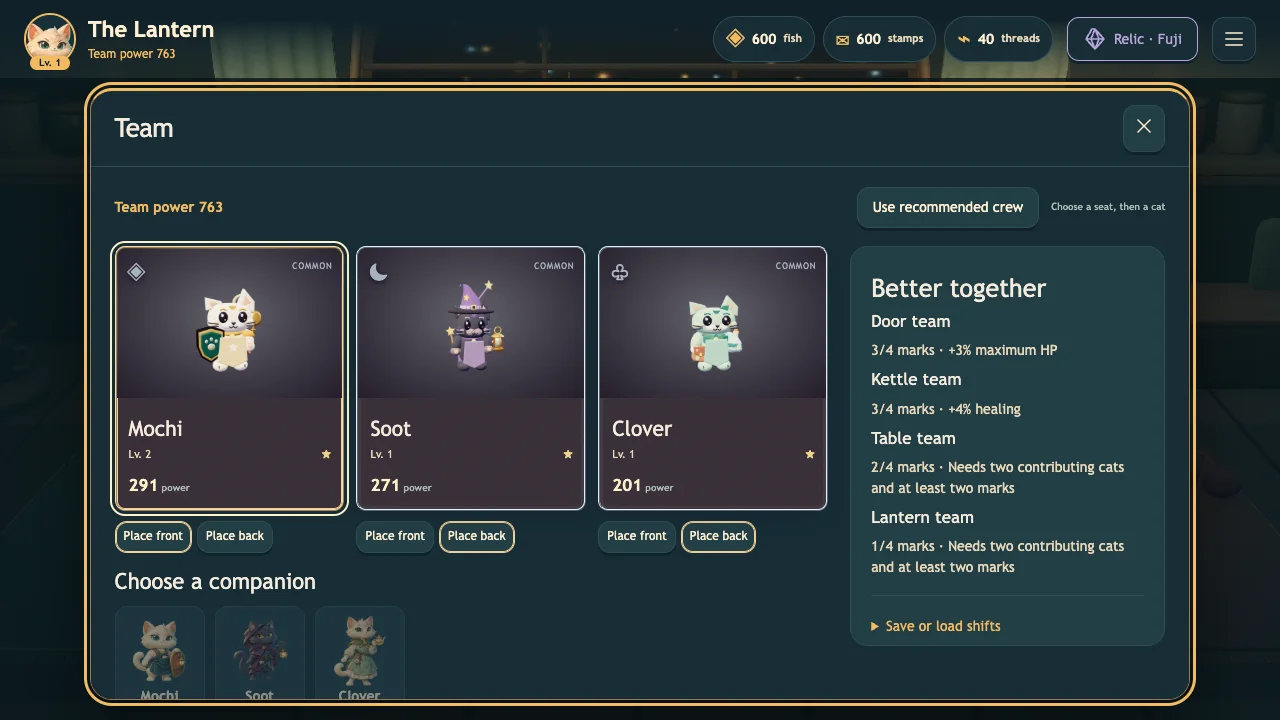 The Lantern
Team power 763
Lv. 1
600 fish
600 stamps
40 threads
Relic · Fuji
Team
Team power 763
Use recommended crew
Choose a seat, then a cat
COMMON
Mochi
Lv. 2
291 power
Place front
Place back
COMMON
Soot
Lv. 1
271 power
Place front
Place back
COMMON
Clover
Lv. 1
201 power
Place front
Place back
Better together
Door team
3/4 marks · +3% maximum HP
Kettle team
3/4 marks · +4% healing
Table team
2/4 marks · Needs two contributing cats
and at least two marks
Lantern team
1/4 marks · Needs two contributing cats
and at least two marks
Save or load shifts
Choose a companion
Mochi
Soot
Clover